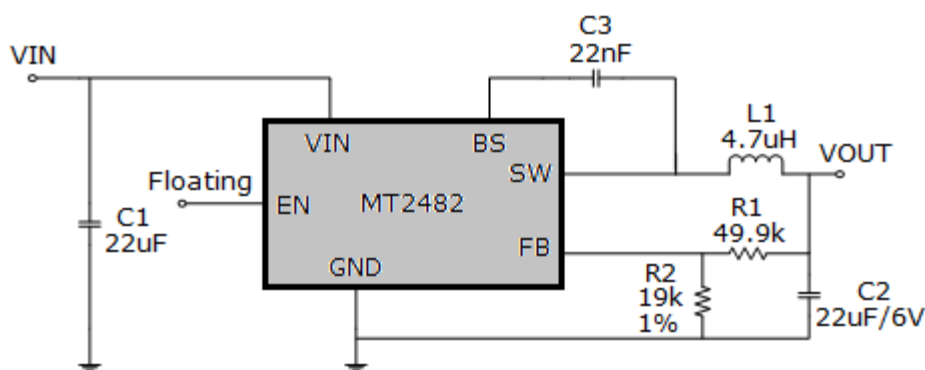 C3
22nF
VIN
L1
4.7uH
VIN
BS
SW
VOUT
Floating
EN
MT2482
R1
49.9k
C1
22uF
FB
GND
R2
19k
1%
C2
22uF/6V